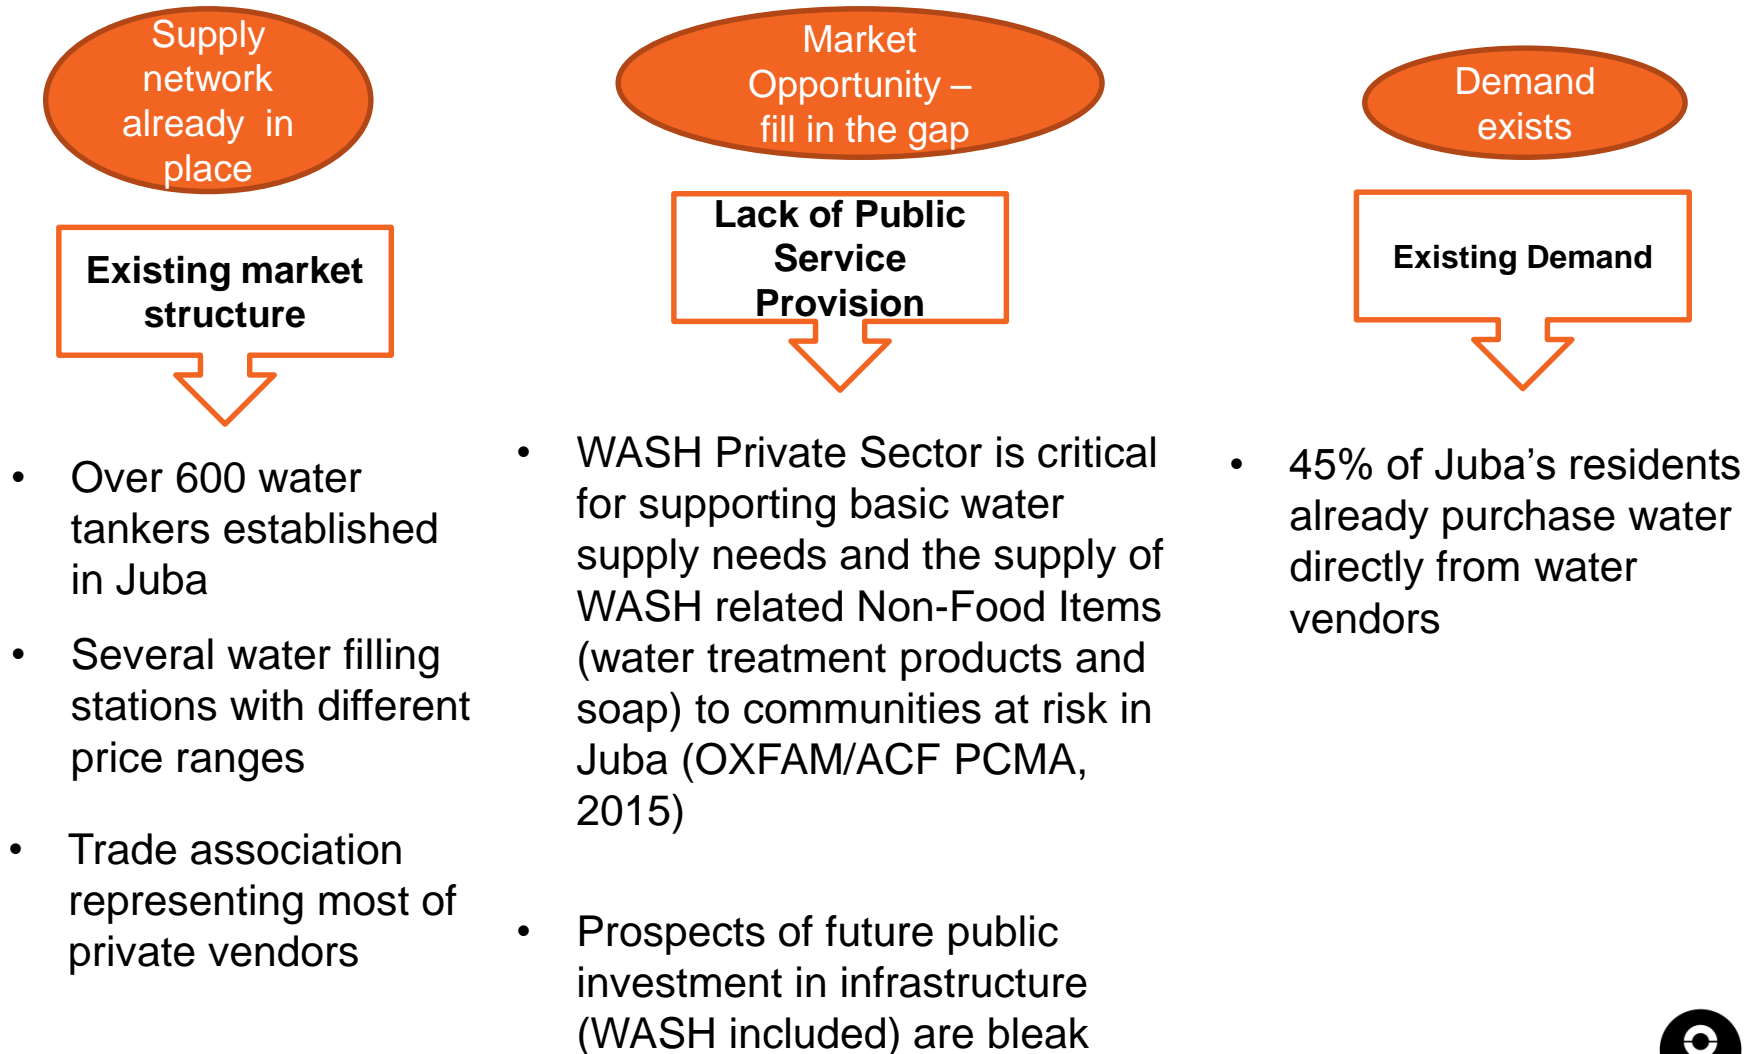 Supply
network
already in
place
Existing market
structure
• Over 600 water
tankers established
in Juba
• Several water filling
stations with different
price ranges
• Trade association
representing most of
private vendors
Market
Opportunity –
fill in the gap
Lack of Public
Service
Provision
• WASH Private Sector is critical
for supporting basic water
supply needs and the supply of
WASH related Non-Food Items
(water treatment products and
soap) to communities at risk in
Juba (OXFAM/ACF PCMA,
2015)
• Prospects of future public
investment in infrastructure
(WASH included) are bleak
Demand
exists
Existing Demand
• 45% of Juba’s residents
already purchase water
directly from water
vendors